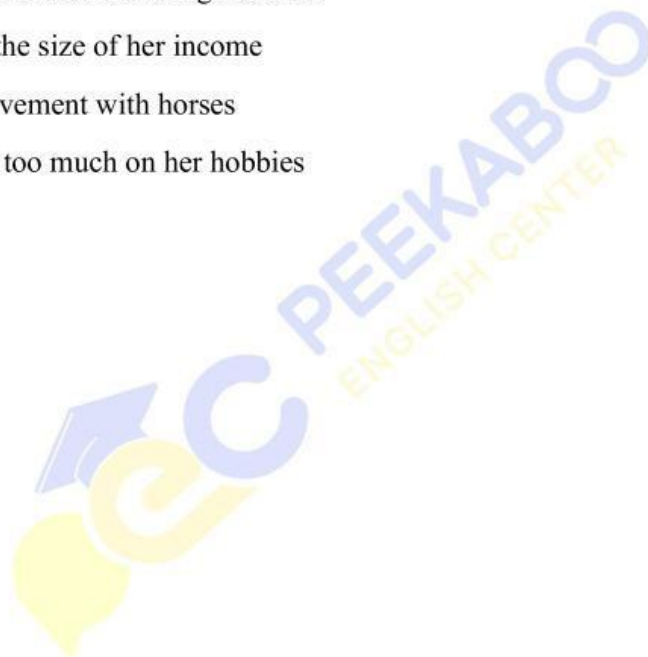 the size of her income
vement with horses
too much on her hobbies
PEEKABOO
ENGLISH CENTER